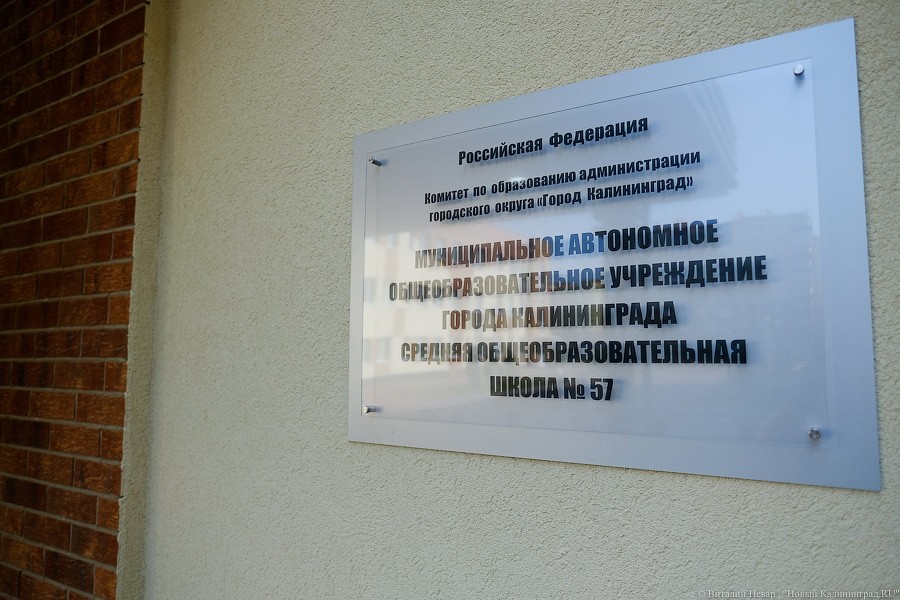 Российская Федерация
Комитет по образованию администрации
городского округа «Город Калининград»
МУНИЦИПАЛЬНОЕ АВТОНОМНОЕ
ОБЩЕОБРАЗОВАТЕЛЬНОЕ УЧРЕЖДЕНИЕ
ГОРОДА КАЛИНИНГРАДА
СРЕДНЯЯ ОБЩЕОБРАЗОВАТЕЛЬНАЯ
ШКОЛА № 57
© Виталий Невар | "Новый Калининград.RU"